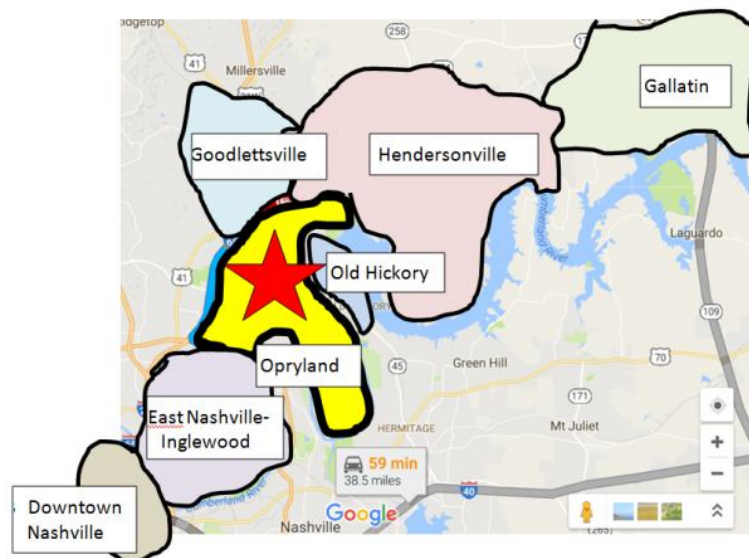 258
41
Millersville
Gallatin
Goodlettsville
Hendersonville
Laguardo
41
Old Hickory
109
45
Green Hill
70
Opryland
171
East Nashville-
Inglewood
HERMITAGE
Mt Juliet
59 min
38.5 miles
40
Downtown
Nashville
Nashville
Google
(265)